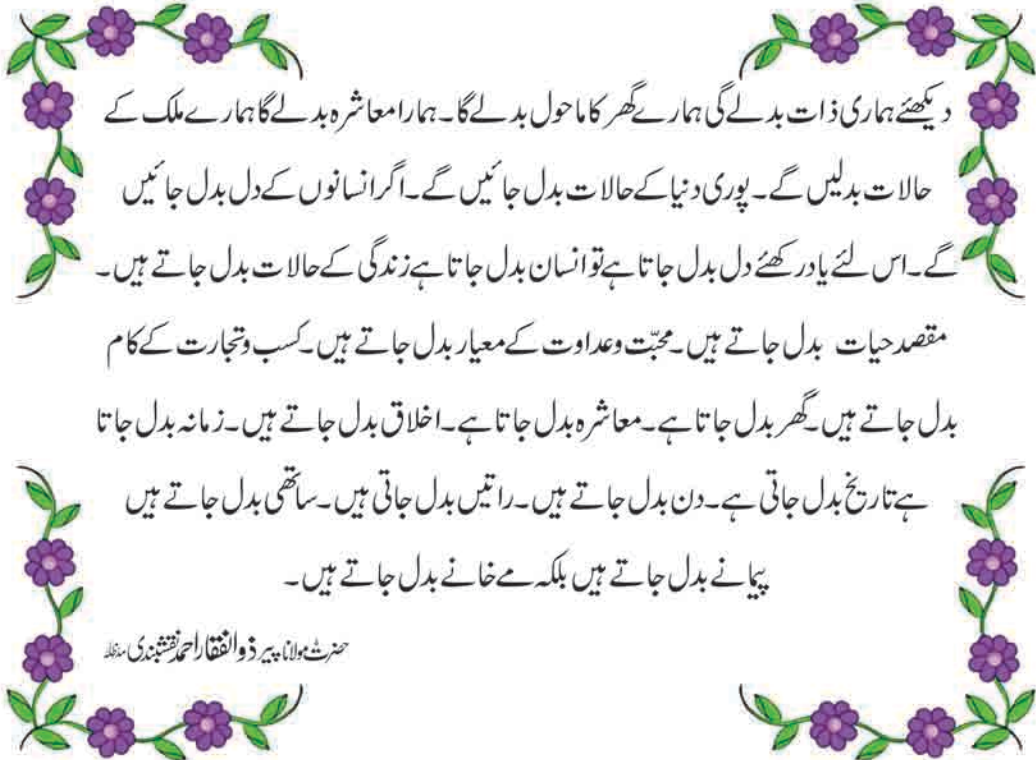 دیکھئے ہماری ذات بدلے گی ہمارے گھر کا ماحول بدلے گا۔ ہمارا معاشرہ بدلے گا ہمارے ملک کے
حالات بدلیں گے۔ پوری دنیا کے حالات بدل جائیں گے۔ اگر انسانوں کے دل بدل جائیں
گے۔ اس لئے یاد رکھئے دل بدل جاتا ہے تو انسان بدل جاتا ہے زندگی کے حالات بدل جاتے ہیں۔
مقصد حیات بدل جاتے ہیں۔ محبّت وعداوت کے معیار بدل جاتے ہیں۔ کسب وتجارت کے کام
بدل جاتے ہیں۔ گھر بدل جاتا ہے۔ معاشرہ بدل جاتا ہے۔ اخلاق بدل جاتے ہیں۔ زمانہ بدل جاتا
ہے تاریخ بدل جاتی ہے۔ دن بدل جاتے ہیں۔ راتیں بدل جاتی ہیں۔ ساتھی بدل جاتے ہیں
پیمانے بدل جاتے ہیں بلکہ مے خانے بدل جاتے ہیں۔
حضرت مولانا پیر ذوالفقار احمد نقشبندی مدظلہ